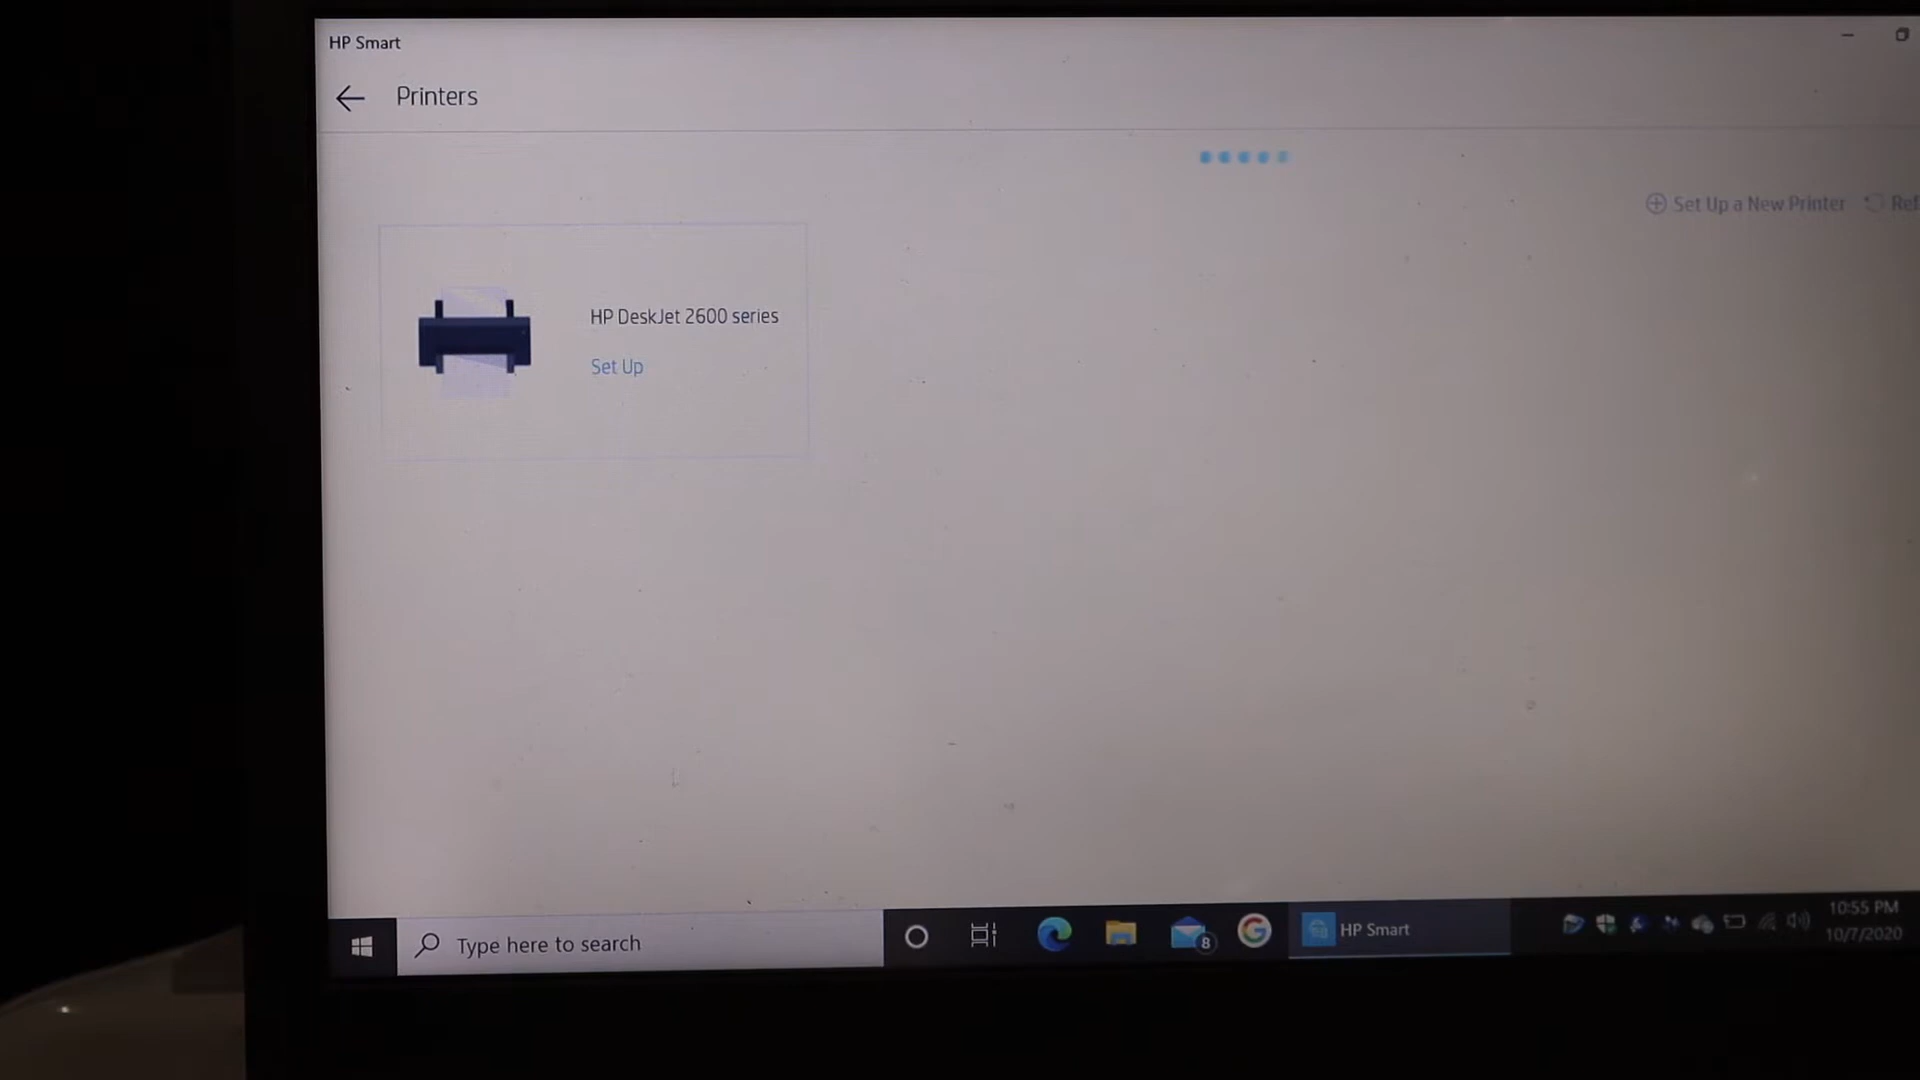 HP Smart
Printers
Set Up a New Printer
HP DeskJet 2600 series
Set Up
Type here to search
8
G
HP Smart
10:55 PM
10/7/2020